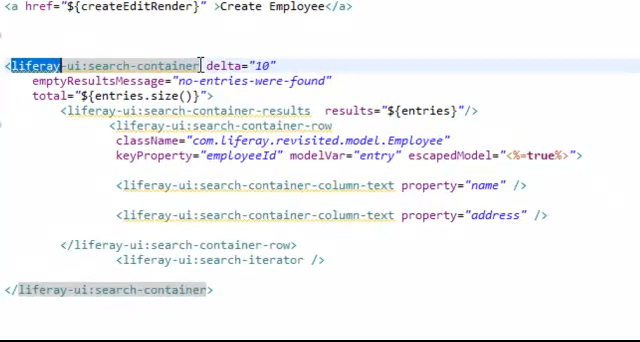 <a href="${createEditRender}" >Create Employee</a>
<liferay-ui:search-container delta="10"
emptyResultsMessage="no-entries-were-found"
total="${entries.size()}">
<liferay-ui:search-container-results results="${entries}"/>
<liferay-ui:search-container-row
className="com.liferay.revisited.model.Employee"
keyProperty="employeeId" modelVar="entry" escapedModel="<%=true%>">
<liferay-ui:search-container-column-text property="name" />
<liferay-ui:search-container-column-text property="address" />
</liferay-ui:search-container-row>
<liferay-ui:search-iterator />
</liferay-ui:search-container>